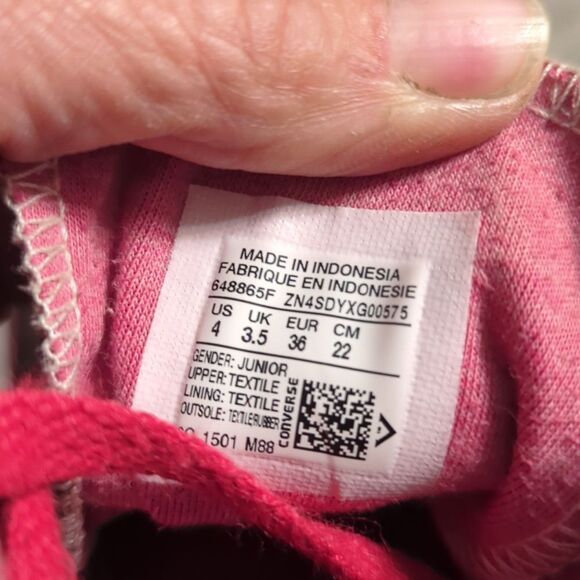 MADE IN INDONESIA
FABRIQUE EN INDONESIE
648865F ZN4SDYXG00575
US UK EUR CM
4 3.5 36 22
GENDER: JUNIOR
UPPER: TEXTILE
LINING: TEXTILE
OUTSOLE: TEXTILE/RUBBER
1501 M88
CONVERSE